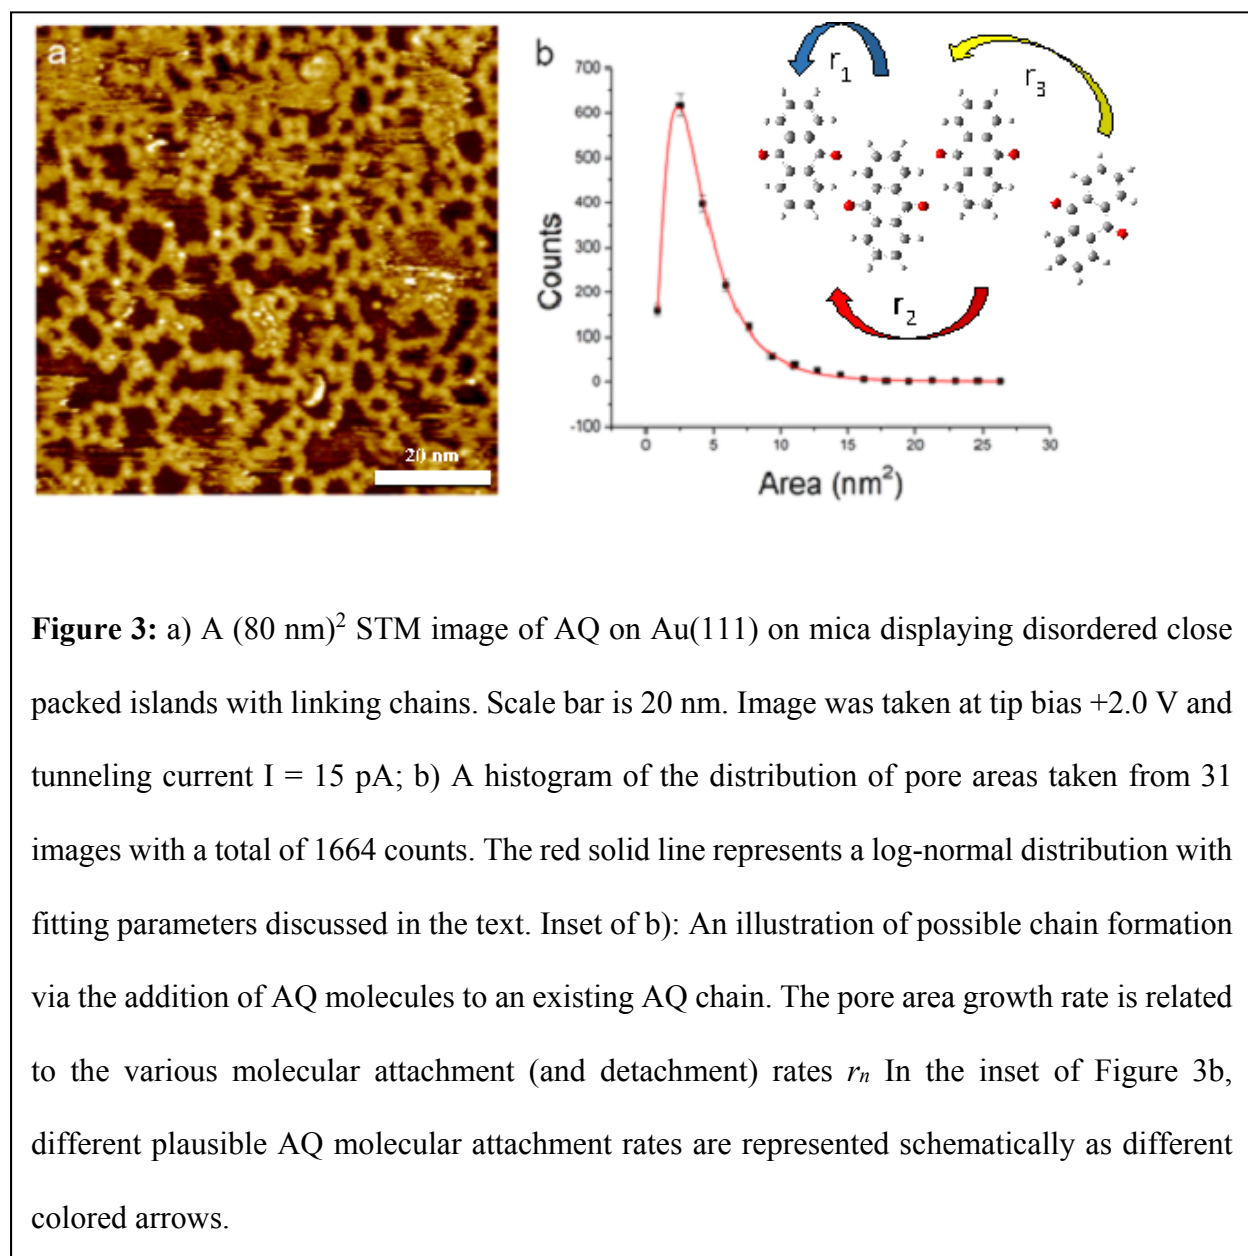 a
20 nm
b
700
600
500
400
300
200
100
0
-100
0
5
10
15
20
25
30
Counts
Area (nm²)
r₁
r₂
r₃
Figure 3: a) A (80 nm)² STM image of AQ on Au(111) on mica displaying disordered close
packed islands with linking chains. Scale bar is 20 nm. Image was taken at tip bias +2.0 V and
tunneling current I = 15 pA; b) A histogram of the distribution of pore areas taken from 31
images with a total of 1664 counts. The red solid line represents a log-normal distribution with
fitting parameters discussed in the text. Inset of b): An illustration of possible chain formation
via the addition of AQ molecules to an existing AQ chain. The pore area growth rate is related
to the various molecular attachment (and detachment) rates rₙ In the inset of Figure 3b,
different plausible AQ molecular attachment rates are represented schematically as different
colored arrows.